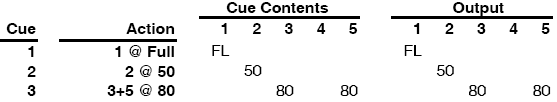 Cue Contents Output
Cue Action 1 2 3 4 5 1 2 3 4 5
1 1 @ Full FL FL
2 2 @ 50 50 50
3 3+5 @ 80 80 80 80 80